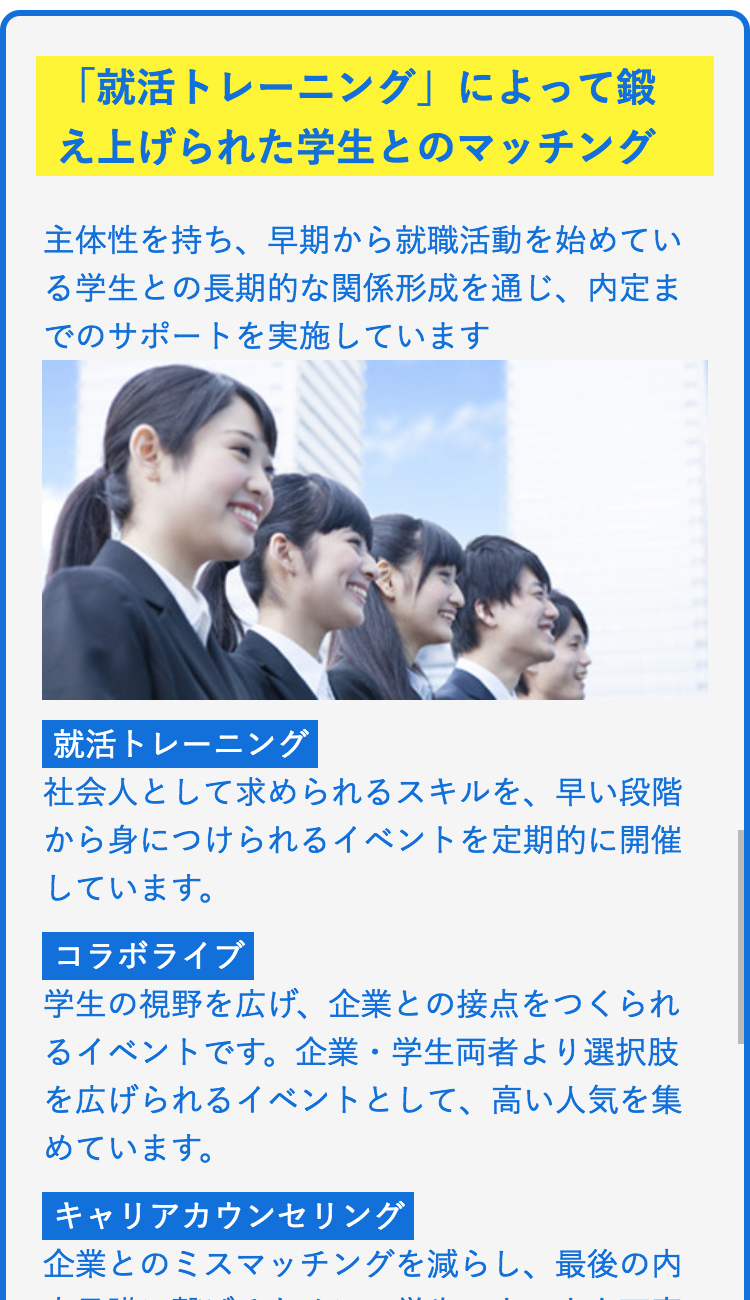 「就活トレーニング」によって鍛
え上げられた学生とのマッチング
主体性を持ち、早期から就職活動を始めてい
る学生との長期的な関係形成を通じ、内定ま
でのサポートを実施しています
就活トレーニング
社会人として求められるスキルを、早い段階
から身につけられるイベントを定期的に開催
しています。
コラボライブ
学生の視野を広げ、企業との接点をつくられ
るイベントです。企業・学生両者より選択肢
を広げられるイベントとして、高い人気を集
めています。
キャリアカウンセリング
企業とのミスマッチングを減らし、最後の内